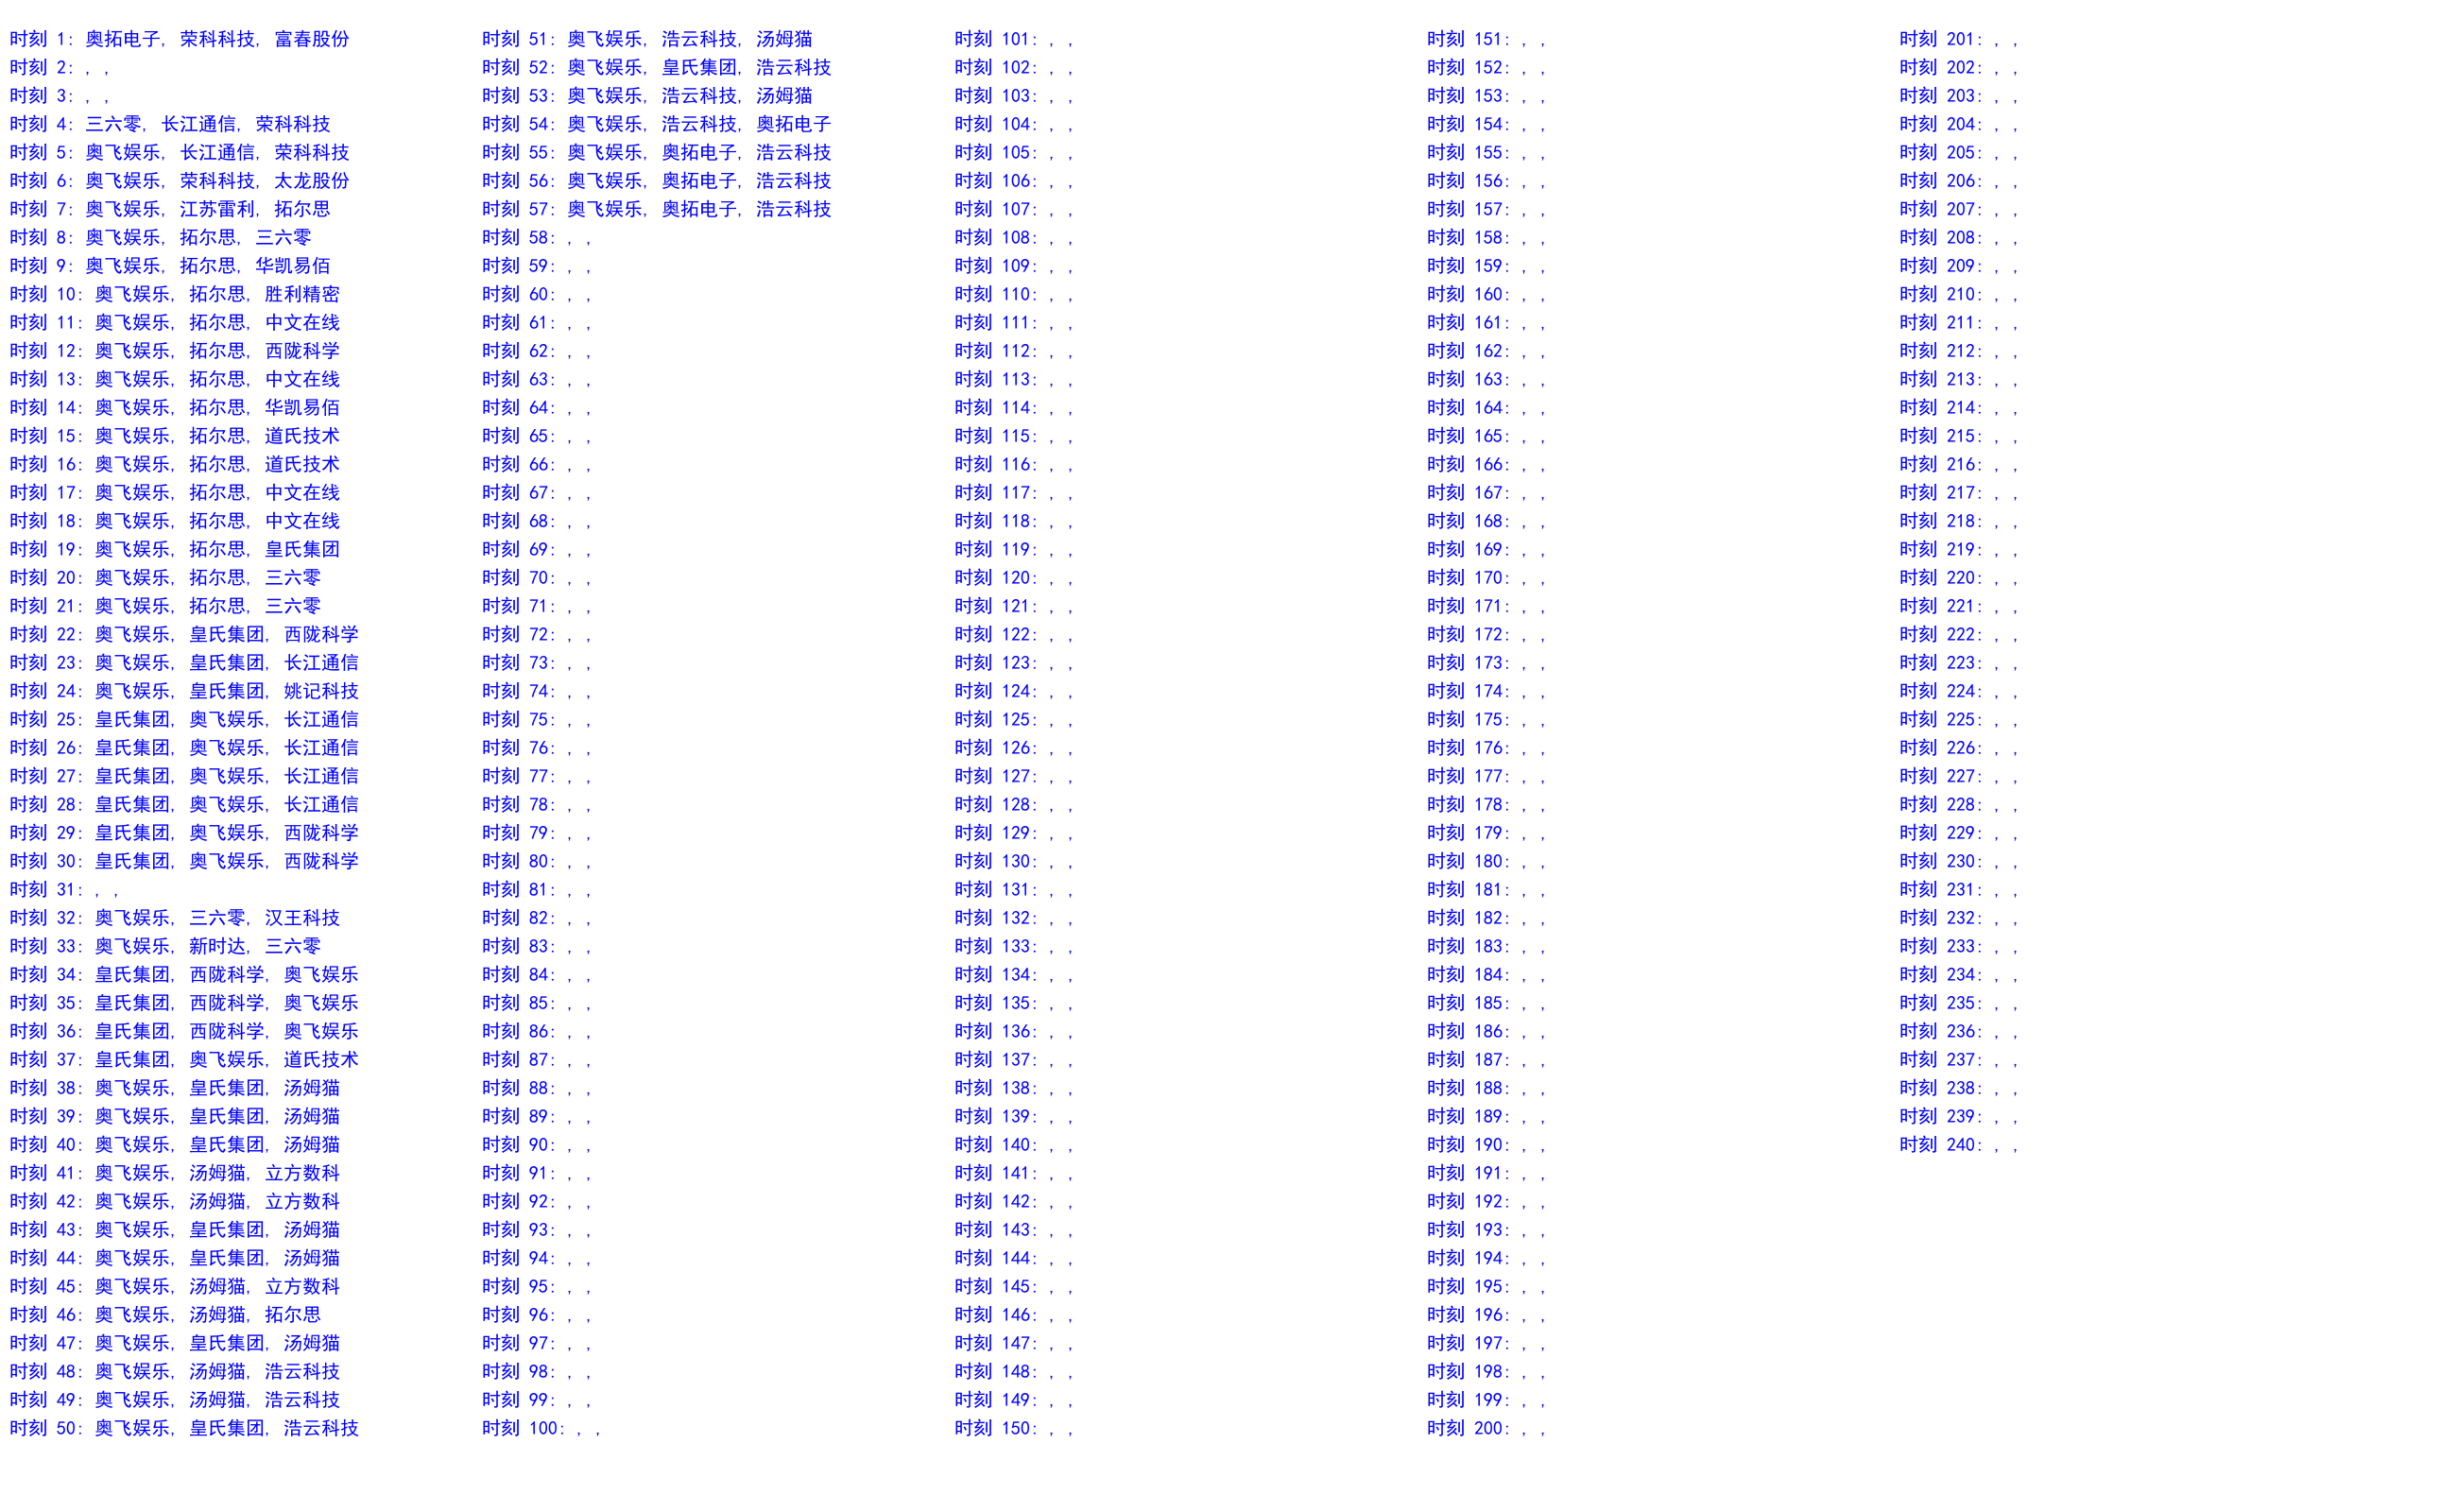 时刻 1: 奥拓电子, 荣科科技, 富春股份
时刻 2: , ,
时刻 3: , ,
时刻 4: 三六零, 长江通信, 荣科科技
时刻 5: 奥飞娱乐, 长江通信, 荣科科技
时刻 6: 奥飞娱乐, 荣科科技, 太龙股份
时刻 7: 奥飞娱乐, 江苏雷利, 拓尔思
时刻 8: 奥飞娱乐, 拓尔思, 三六零
时刻 9: 奥飞娱乐, 拓尔思, 华凯易佰
时刻 10: 奥飞娱乐, 拓尔思, 胜利精密
时刻 11: 奥飞娱乐, 拓尔思, 中文在线
时刻 12: 奥飞娱乐, 拓尔思, 西陇科学
时刻 13: 奥飞娱乐, 拓尔思, 中文在线
时刻 14: 奥飞娱乐, 拓尔思, 华凯易佰
时刻 15: 奥飞娱乐, 拓尔思, 道氏技术
时刻 16: 奥飞娱乐, 拓尔思, 道氏技术
时刻 17: 奥飞娱乐, 拓尔思, 中文在线
时刻 18: 奥飞娱乐, 拓尔思, 中文在线
时刻 19: 奥飞娱乐, 拓尔思, 皇氏集团
时刻 20: 奥飞娱乐, 拓尔思, 三六零
时刻 21: 奥飞娱乐, 拓尔思, 三六零
时刻 22: 奥飞娱乐, 皇氏集团, 西陇科学
时刻 23: 奥飞娱乐, 皇氏集团, 长江通信
时刻 24: 奥飞娱乐, 皇氏集团, 姚记科技
时刻 25: 皇氏集团, 奥飞娱乐, 长江通信
时刻 26: 皇氏集团, 奥飞娱乐, 长江通信
时刻 27: 皇氏集团, 奥飞娱乐, 长江通信
时刻 28: 皇氏集团, 奥飞娱乐, 长江通信
时刻 29: 皇氏集团, 奥飞娱乐, 西陇科学
时刻 30: 皇氏集团, 奥飞娱乐, 西陇科学
时刻 31: , ,
时刻 32: 奥飞娱乐, 三六零, 汉王科技
时刻 33: 奥飞娱乐, 新时达, 三六零
时刻 34: 皇氏集团, 西陇科学, 奥飞娱乐
时刻 35: 皇氏集团, 西陇科学, 奥飞娱乐
时刻 36: 皇氏集团, 西陇科学, 奥飞娱乐
时刻 37: 皇氏集团, 奥飞娱乐, 道氏技术
时刻 38: 奥飞娱乐, 皇氏集团, 汤姆猫
时刻 39: 奥飞娱乐, 皇氏集团, 汤姆猫
时刻 40: 奥飞娱乐, 皇氏集团, 汤姆猫
时刻 41: 奥飞娱乐, 汤姆猫, 立方数科
时刻 42: 奥飞娱乐, 汤姆猫, 立方数科
时刻 43: 奥飞娱乐, 皇氏集团, 汤姆猫
时刻 44: 奥飞娱乐, 皇氏集团, 汤姆猫
时刻 45: 奥飞娱乐, 汤姆猫, 立方数科
时刻 46: 奥飞娱乐, 汤姆猫, 拓尔思
时刻 47: 奥飞娱乐, 皇氏集团, 汤姆猫
时刻 48: 奥飞娱乐, 汤姆猫, 浩云科技
时刻 49: 奥飞娱乐, 汤姆猫, 浩云科技
时刻 50: 奥飞娱乐, 皇氏集团, 浩云科技
时刻 51: 奥飞娱乐, 浩云科技, 汤姆猫
时刻 52: 奥飞娱乐, 皇氏集团, 浩云科技
时刻 53: 奥飞娱乐, 浩云科技, 汤姆猫
时刻 54: 奥飞娱乐, 浩云科技, 奥拓电子
时刻 55: 奥飞娱乐, 奥拓电子, 浩云科技
时刻 56: 奥飞娱乐, 奥拓电子, 浩云科技
时刻 57: 奥飞娱乐, 奥拓电子, 浩云科技
时刻 58: , ,
时刻 59: , ,
时刻 60: , ,
时刻 61: , ,
时刻 62: , ,
时刻 63: , ,
时刻 64: , ,
时刻 65: , ,
时刻 66: , ,
时刻 67: , ,
时刻 68: , ,
时刻 69: , ,
时刻 70: , ,
时刻 71: , ,
时刻 72: , ,
时刻 73: , ,
时刻 74: , ,
时刻 75: , ,
时刻 76: , ,
时刻 77: , ,
时刻 78: , ,
时刻 79: , ,
时刻 80: , ,
时刻 81: , ,
时刻 82: , ,
时刻 83: , ,
时刻 84: , ,
时刻 85: , ,
时刻 86: , ,
时刻 87: , ,
时刻 88: , ,
时刻 89: , ,
时刻 90: , ,
时刻 91: , ,
时刻 92: , ,
时刻 93: , ,
时刻 94: , ,
时刻 95: , ,
时刻 96: , ,
时刻 97: , ,
时刻 98: , ,
时刻 99: , ,
时刻 100: , ,
时刻 101: , ,
时刻 102: , ,
时刻 103: , ,
时刻 104: , ,
时刻 105: , ,
时刻 106: , ,
时刻 107: , ,
时刻 108: , ,
时刻 109: , ,
时刻 110: , ,
时刻 111: , ,
时刻 112: , ,
时刻 113: , ,
时刻 114: , ,
时刻 115: , ,
时刻 116: , ,
时刻 117: , ,
时刻 118: , ,
时刻 119: , ,
时刻 120: , ,
时刻 121: , ,
时刻 122: , ,
时刻 123: , ,
时刻 124: , ,
时刻 125: , ,
时刻 126: , ,
时刻 127: , ,
时刻 128: , ,
时刻 129: , ,
时刻 130: , ,
时刻 131: , ,
时刻 132: , ,
时刻 133: , ,
时刻 134: , ,
时刻 135: , ,
时刻 136: , ,
时刻 137: , ,
时刻 138: , ,
时刻 139: , ,
时刻 140: , ,
时刻 141: , ,
时刻 142: , ,
时刻 143: , ,
时刻 144: , ,
时刻 145: , ,
时刻 146: , ,
时刻 147: , ,
时刻 148: , ,
时刻 149: , ,
时刻 150: , ,
时刻 151: , ,
时刻 152: , ,
时刻 153: , ,
时刻 154: , ,
时刻 155: , ,
时刻 156: , ,
时刻 157: , ,
时刻 158: , ,
时刻 159: , ,
时刻 160: , ,
时刻 161: , ,
时刻 162: , ,
时刻 163: , ,
时刻 164: , ,
时刻 165: , ,
时刻 166: , ,
时刻 167: , ,
时刻 168: , ,
时刻 169: , ,
时刻 170: , ,
时刻 171: , ,
时刻 172: , ,
时刻 173: , ,
时刻 174: , ,
时刻 175: , ,
时刻 176: , ,
时刻 177: , ,
时刻 178: , ,
时刻 179: , ,
时刻 180: , ,
时刻 181: , ,
时刻 182: , ,
时刻 183: , ,
时刻 184: , ,
时刻 185: , ,
时刻 186: , ,
时刻 187: , ,
时刻 188: , ,
时刻 189: , ,
时刻 190: , ,
时刻 191: , ,
时刻 192: , ,
时刻 193: , ,
时刻 194: , ,
时刻 195: , ,
时刻 196: , ,
时刻 197: , ,
时刻 198: , ,
时刻 199: , ,
时刻 200: , ,
时刻 201: , ,
时刻 202: , ,
时刻 203: , ,
时刻 204: , ,
时刻 205: , ,
时刻 206: , ,
时刻 207: , ,
时刻 208: , ,
时刻 209: , ,
时刻 210: , ,
时刻 211: , ,
时刻 212: , ,
时刻 213: , ,
时刻 214: , ,
时刻 215: , ,
时刻 216: , ,
时刻 217: , ,
时刻 218: , ,
时刻 219: , ,
时刻 220: , ,
时刻 221: , ,
时刻 222: , ,
时刻 223: , ,
时刻 224: , ,
时刻 225: , ,
时刻 226: , ,
时刻 227: , ,
时刻 228: , ,
时刻 229: , ,
时刻 230: , ,
时刻 231: , ,
时刻 232: , ,
时刻 233: , ,
时刻 234: , ,
时刻 235: , ,
时刻 236: , ,
时刻 237: , ,
时刻 238: , ,
时刻 239: , ,
时刻 240: , ,